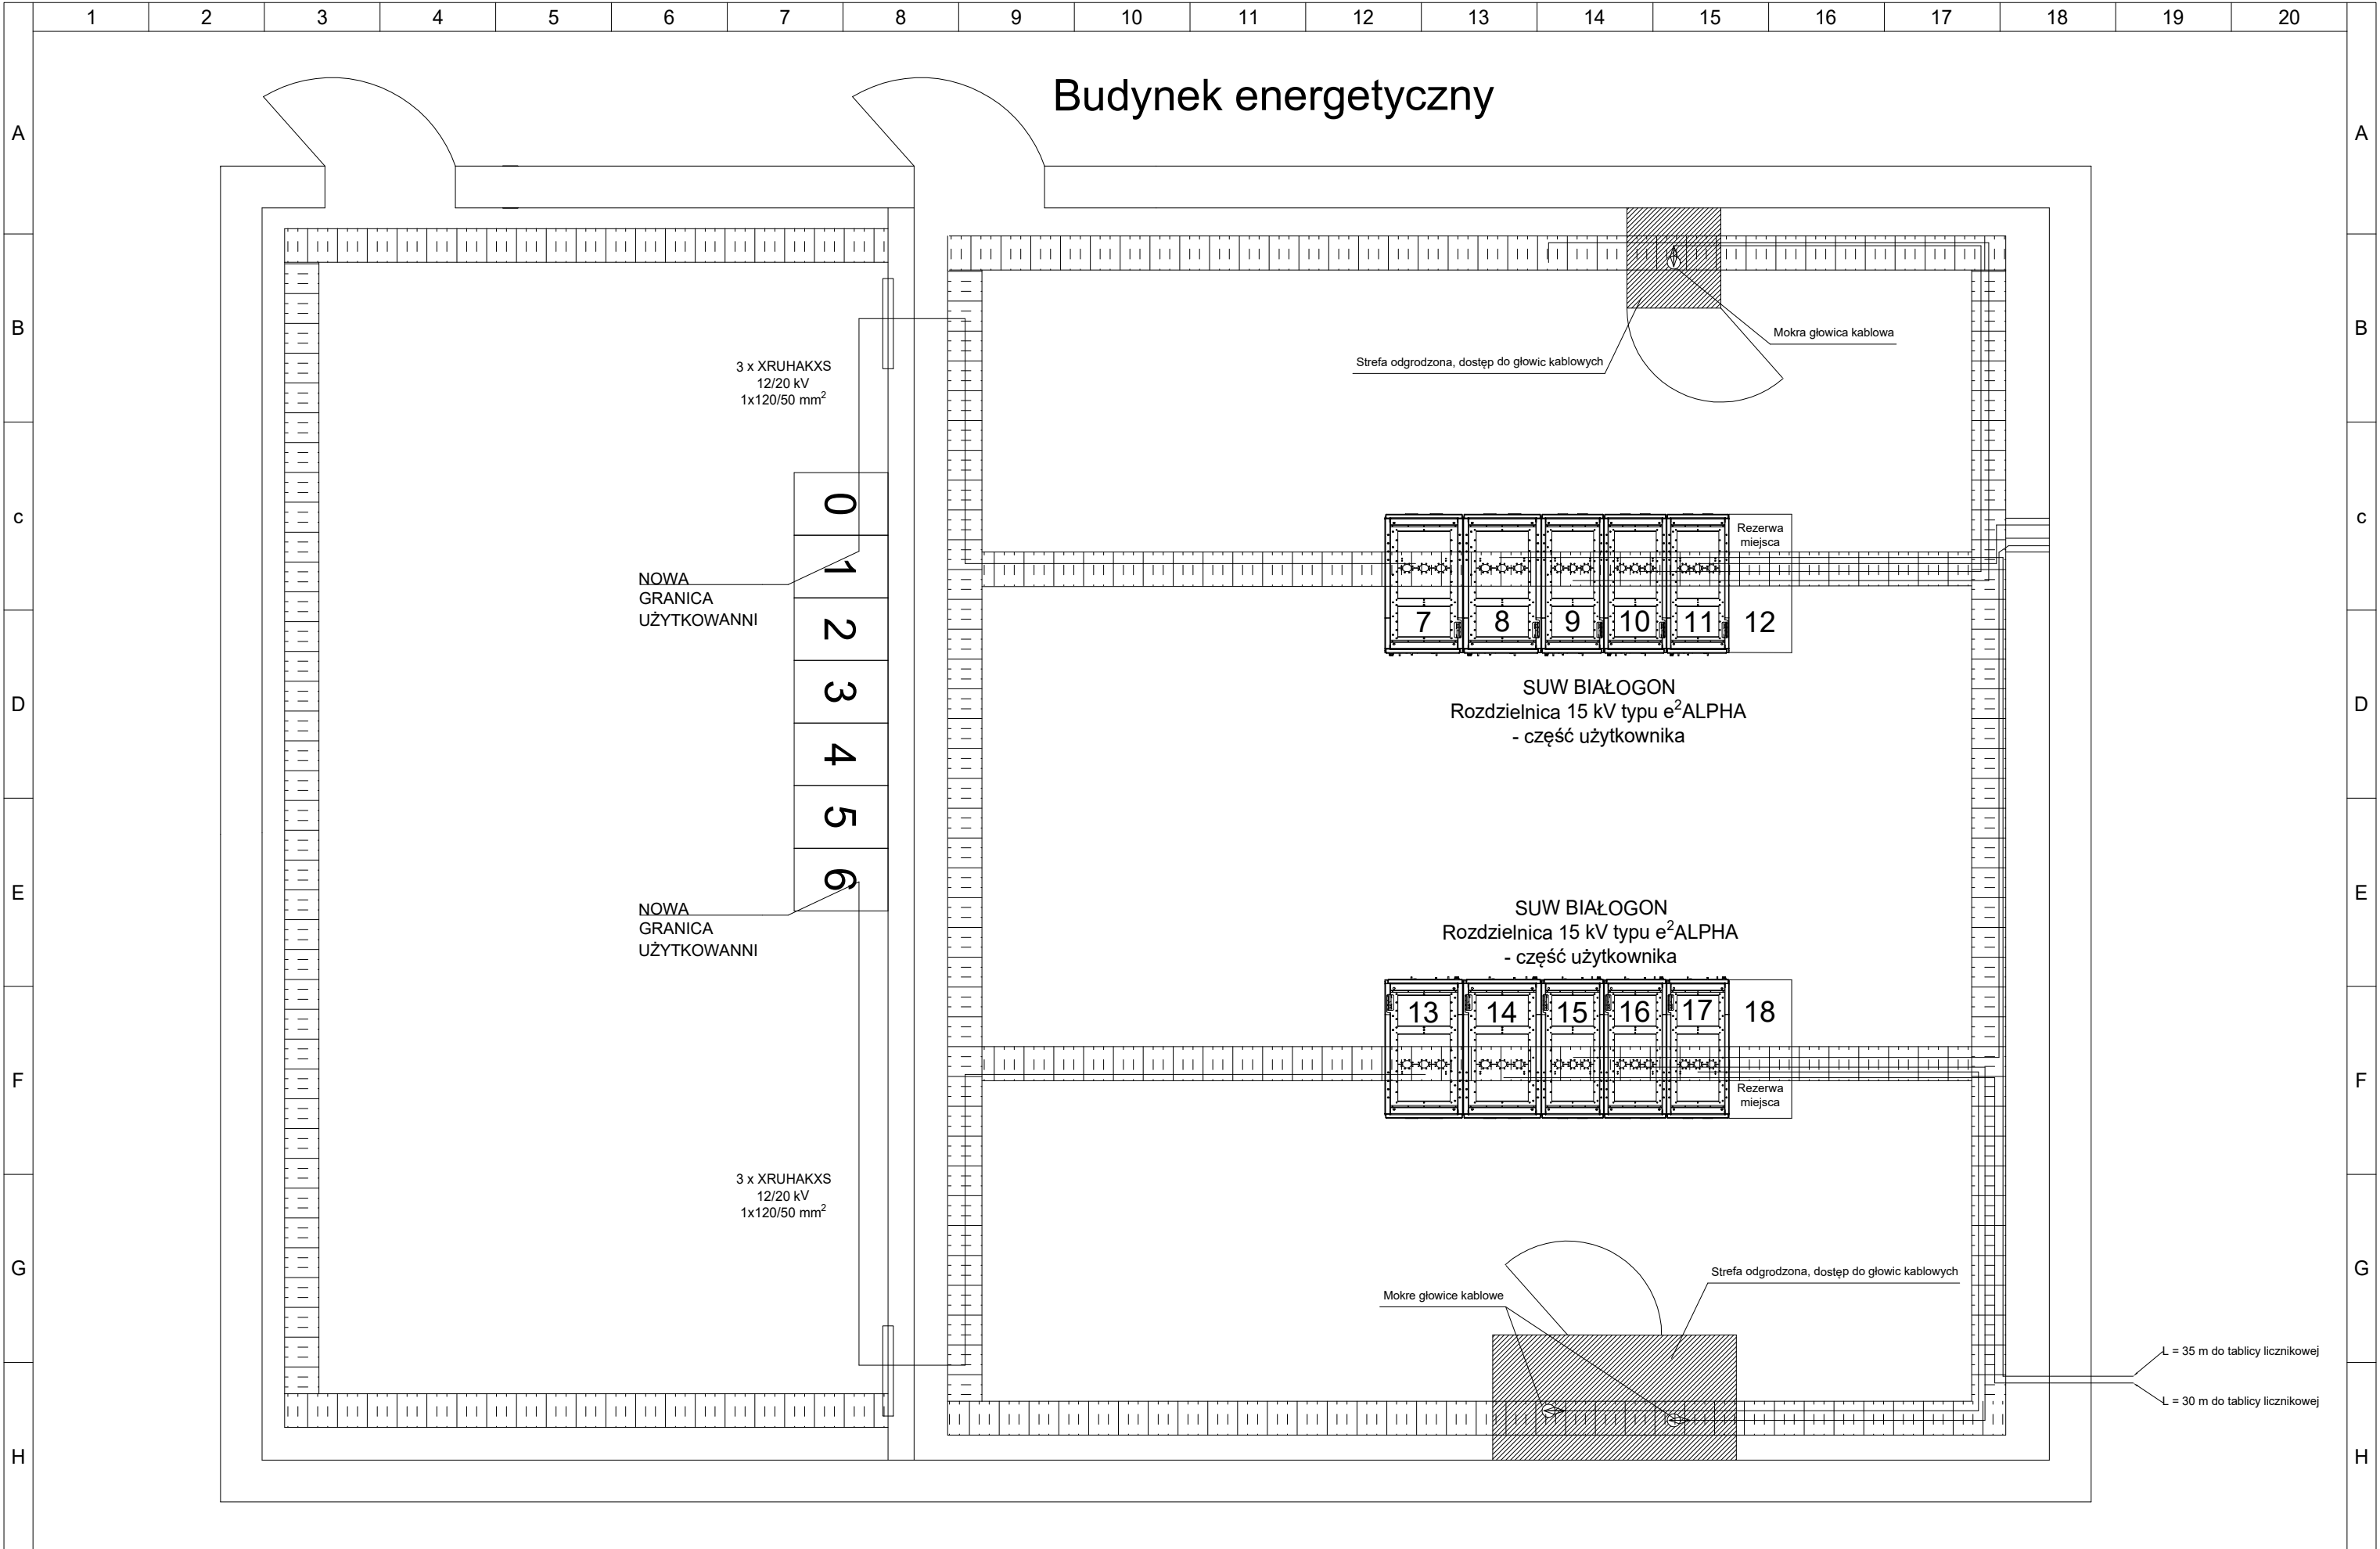 1 2 3 4 5 6 7 8 9 10 11 12 13 14 15 16 17 18 19 20
Budynek energetyczny
A A
B B
Mokra głowica kablowa
Strefa odgrodzona, dostęp do głowic kablowych
3 x XRUHAKXS
12/20 kV
1x120/50 mm²
c c
0
1
2
3
4
5
6
NOWA
GRANICA
UŻYTKOWANNI
Rezerwa
miejsca
7 8 9 10 11 12
D D
SUW BIAŁOGON
Rozdzielnica 15 kV typu e²ALPHA
- część użytkownika
E E
NOWA
GRANICA
UŻYTKOWANNI
SUW BIAŁOGON
Rozdzielnica 15 kV typu e²ALPHA
- część użytkownika
13 14 15 16 17 18
F F
Rezerwa
miejsca
3 x XRUHAKXS
12/20 kV
1x120/50 mm²
G G
Strefa odgrodzona, dostęp do głowic kablowych
Mokre głowice kablowe
L = 35 m do tablicy licznikowej
L = 30 m do tablicy licznikowej
H H